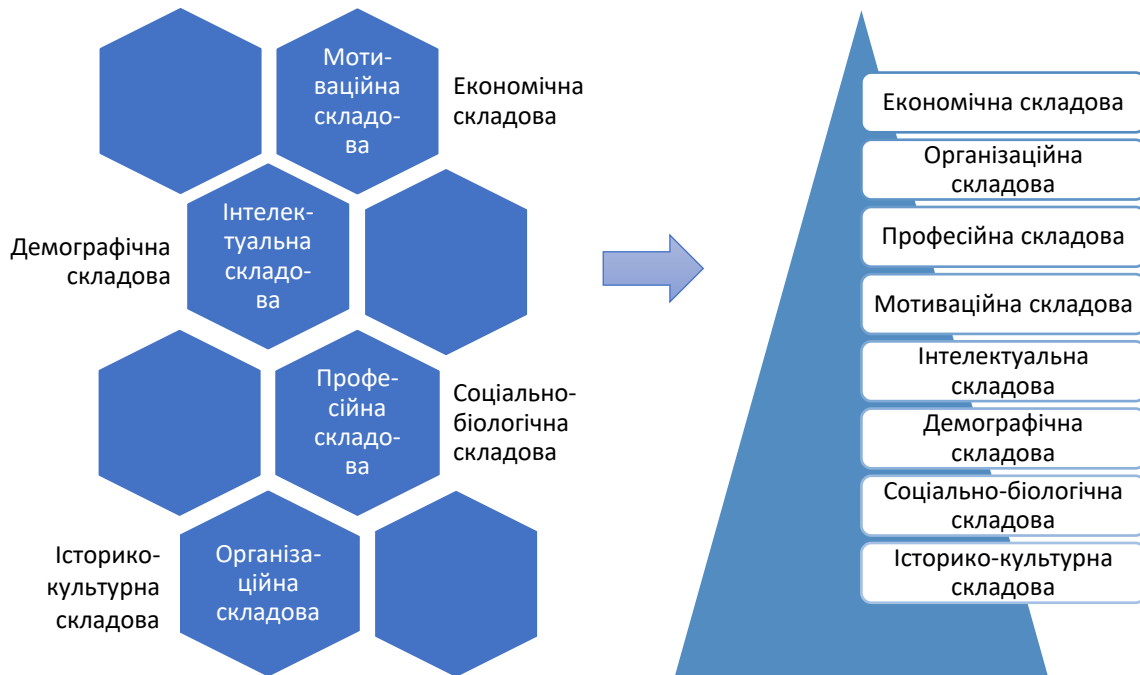 Моти-
ваційна
складо-
ва
Економічна
складова
Демографічна
складова
Інтелек-
туальна
складо-
ва
Профе-
сійна
складо-
ва
Соціально-
біологічна
складова
Історико-
культурна
складова
Організа-
ційна
складова
Економічна складова
Організаційна
складова
Професійна складова
Мотиваційна складова
Інтелектуальна
складова
Демографічна
складова
Соціально-біологічна
складова
Історико-культурна
складова